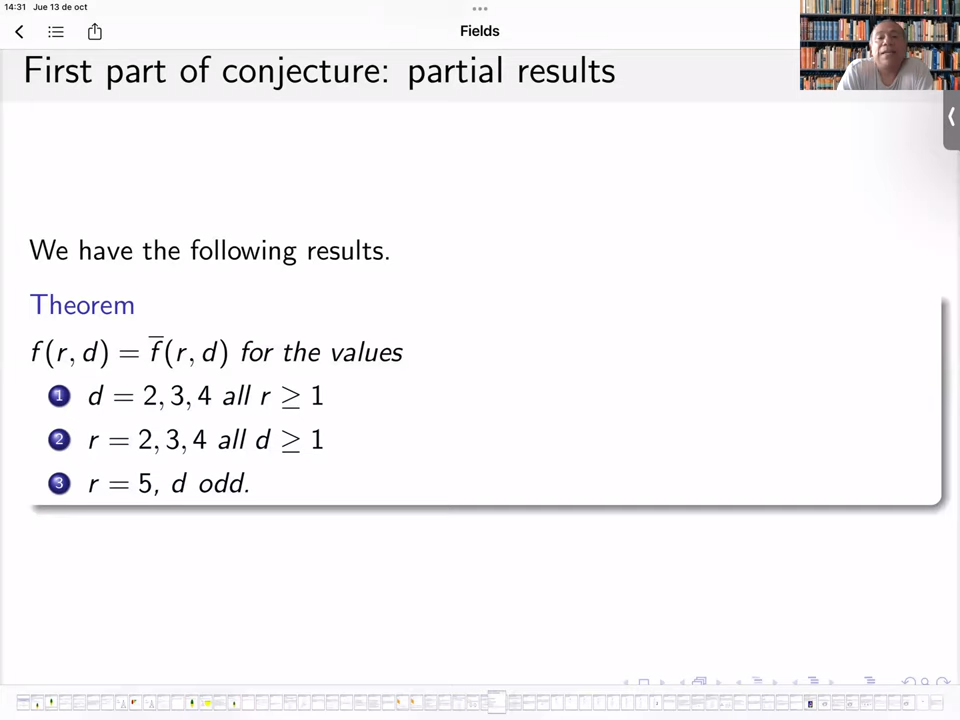 14:31 Jue 13 de oct
Fields
First part of conjecture: partial results
We have the following results.
Theorem
f(r, d) = f̅(r, d) for the values
1 d = 2, 3, 4 all r ≥ 1
2 r = 2, 3, 4 all d ≥ 1
3 r = 5, d odd.